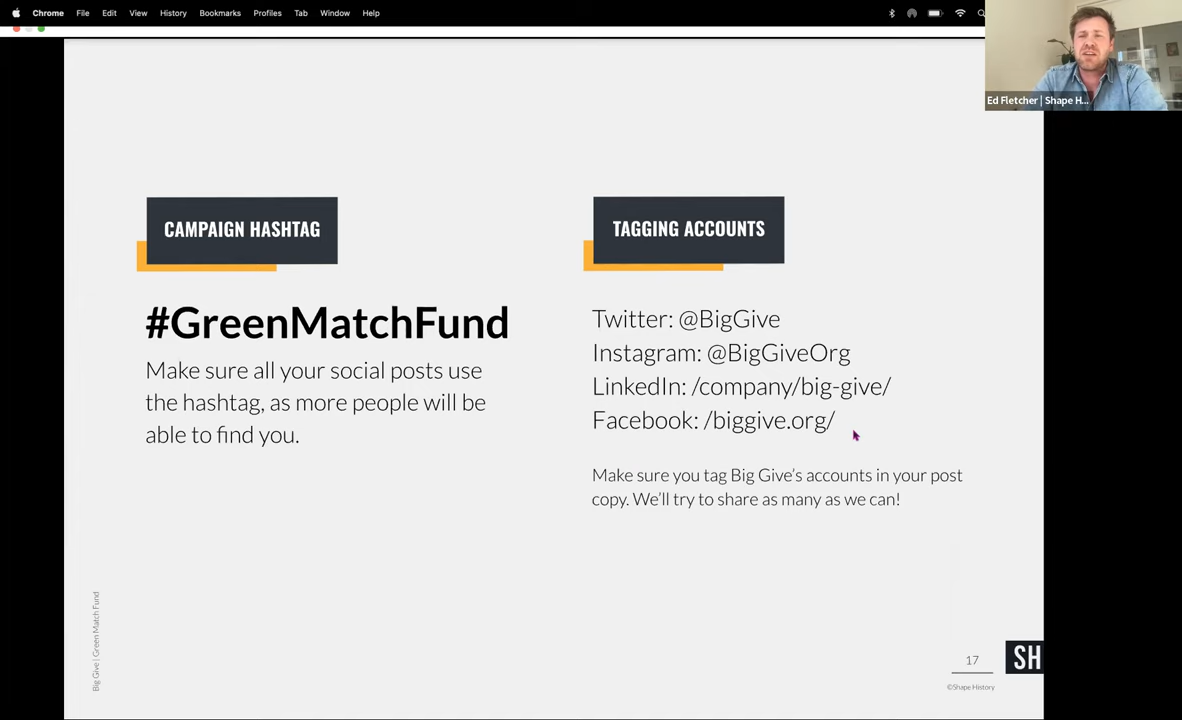 Chrome File Edit View History Bookmarks Profiles Tab Window Help
Ed Fletcher | Shape H...
CAMPAIGN HASHTAG
#GreenMatchFund
Make sure all your social posts use
the hashtag, as more people will be
able to find you.
TAGGING ACCOUNTS
Twitter: @BigGive
Instagram: @BigGiveOrg
LinkedIn: /company/big-give/
Facebook: /biggive.org/
Make sure you tag Big Give’s accounts in your post
copy. We’ll try to share as many as we can!
Big Give | Green Match Fund
17
SH
©Shape History